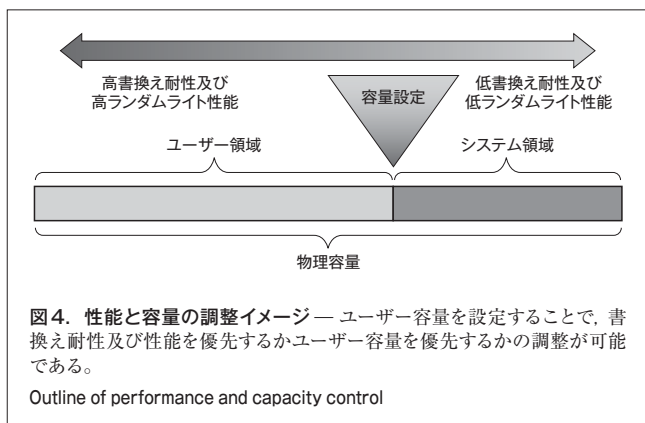 高書換え耐性及び
高ランダムライト性能
容量設定
低書換え耐性及び
低ランダムライト性能
ユーザー領域
システム領域
物理容量
図4. 性能と容量の調整イメージ — ユーザー容量を設定することで, 書
換え耐性及び性能を優先するかユーザー容量を優先するかの調整が可能
である。
Outline of performance and capacity control